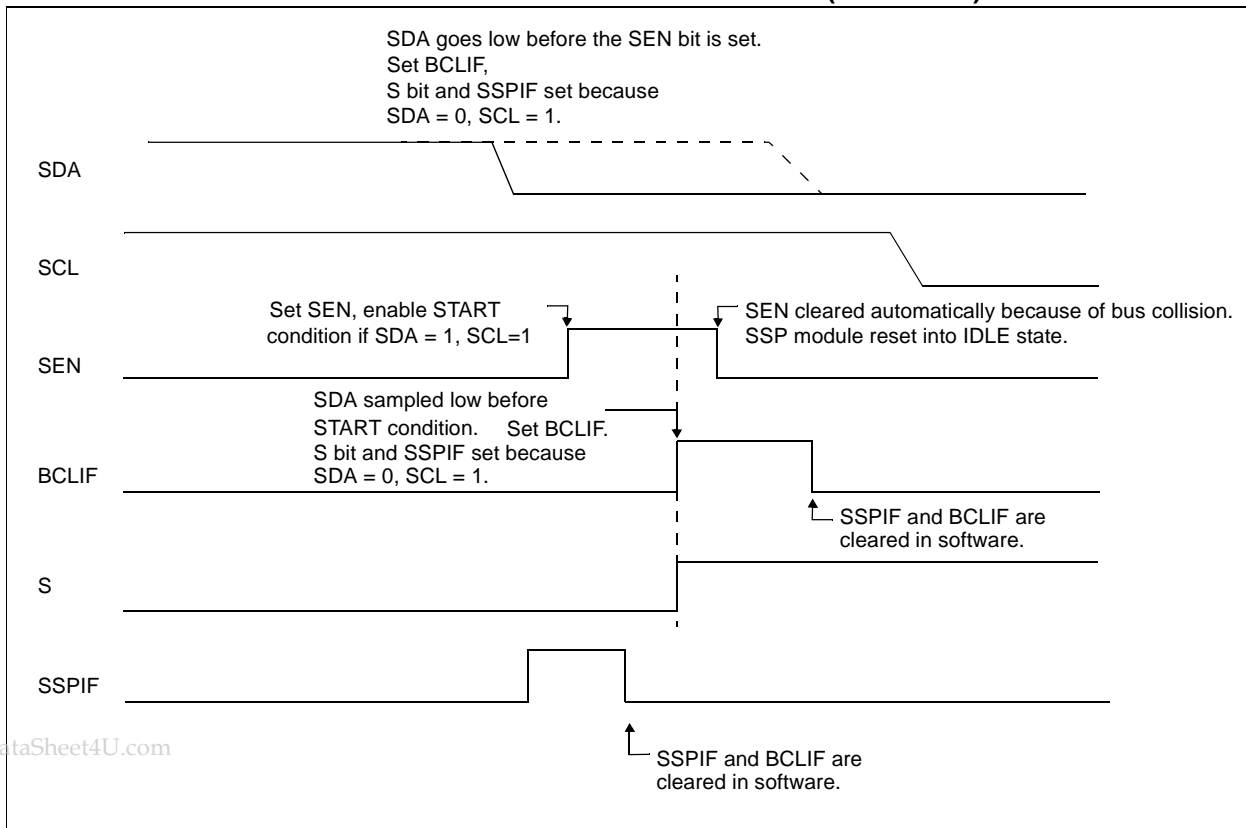 SDA goes low before the SEN bit is set.
Set BCLIF,
S bit and SSPIF set because
SDA = 0, SCL = 1.
SDA
SCL
Set SEN, enable START
condition if SDA = 1, SCL=1
SEN cleared automatically because of bus collision.
SSP module reset into IDLE state.
SEN
SDA sampled low before
START condition. Set BCLIF.
S bit and SSPIF set because
SDA = 0, SCL = 1.
BCLIF
SSPIF and BCLIF are
cleared in software.
S
SSPIF
ataSheet4U.com
SSPIF and BCLIF are
cleared in software.